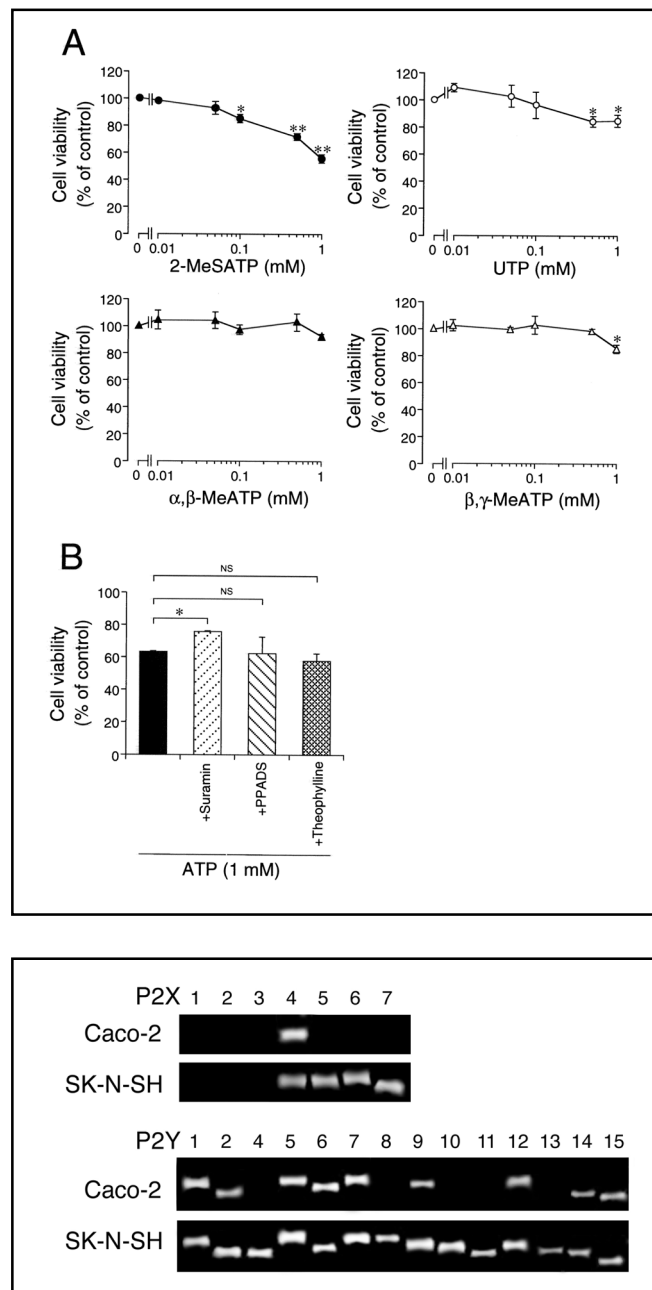 A
Cell viability (% of control)
120
100
80
60
40
20
0
*
**
**
0 0.01 0.1 1
2-MeSATP (mM)
Cell viability (% of control)
120
100
80
60
40
20
0
*
*
0 0.01 0.1 1
UTP (mM)
Cell viability (% of control)
120
100
80
60
40
20
0
0 0.01 0.1 1
α,β-MeATP (mM)
Cell viability (% of control)
120
100
80
60
40
20
0
*
0 0.01 0.1 1
β,γ-MeATP (mM)
B
NS
NS
*
Cell viability (% of control)
100
80
60
40
20
0
+Suramin
+PPADS
+Theophylline
ATP (1 mM)
P2X 1 2 3 4 5 6 7
Caco-2
SK-N-SH
P2Y 1 2 4 5 6 7 8 9 10 11 12 13 14 15
Caco-2
SK-N-SH